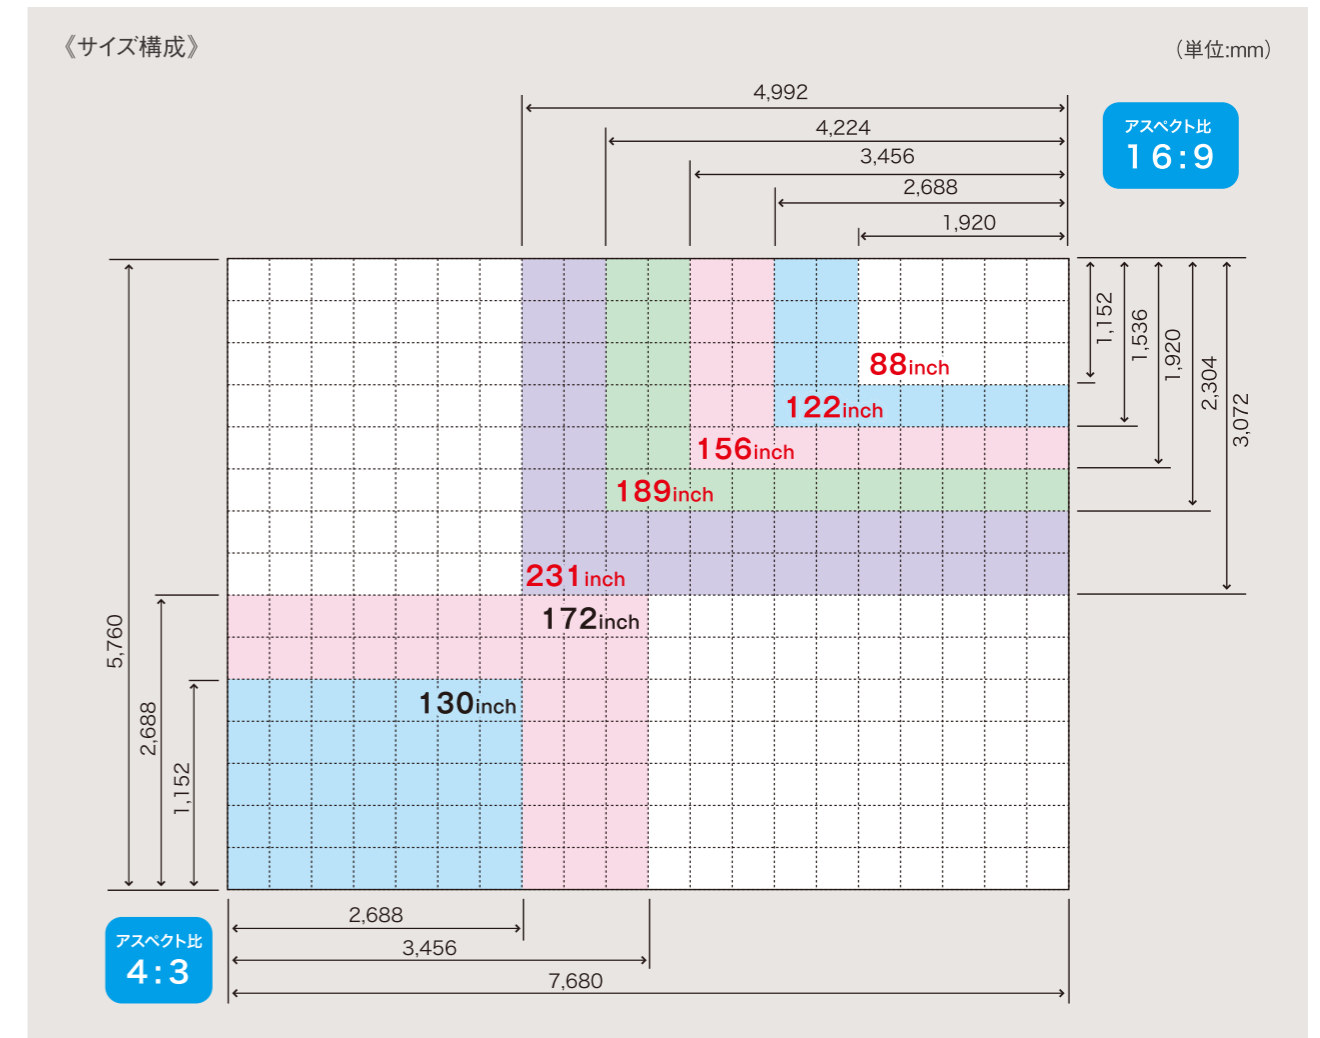 《サイズ構成》
（単位:mm）
4,992
4,224
3,456
2,688
1,920
アスペクト比
16:9
1,152
1,536
1,920
2,304
3,072
88inch
122inch
156inch
189inch
231inch
172inch
130inch
5,760
2,688
1,152
アスペクト比
4:3
2,688
3,456
7,680